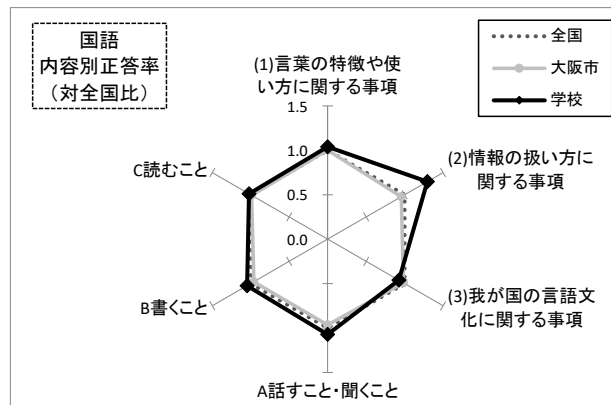 国語
内容別正答率
（対全国比）
全国
大阪市
学校
(1)言葉の特徴や使
い方に関する事項
1.5
1.0
0.5
0.0
(2)情報の扱い方に
関する事項
(3)我が国の言語文
化に関する事項
A話すこと・聞くこと
B書くこと
C読むこと